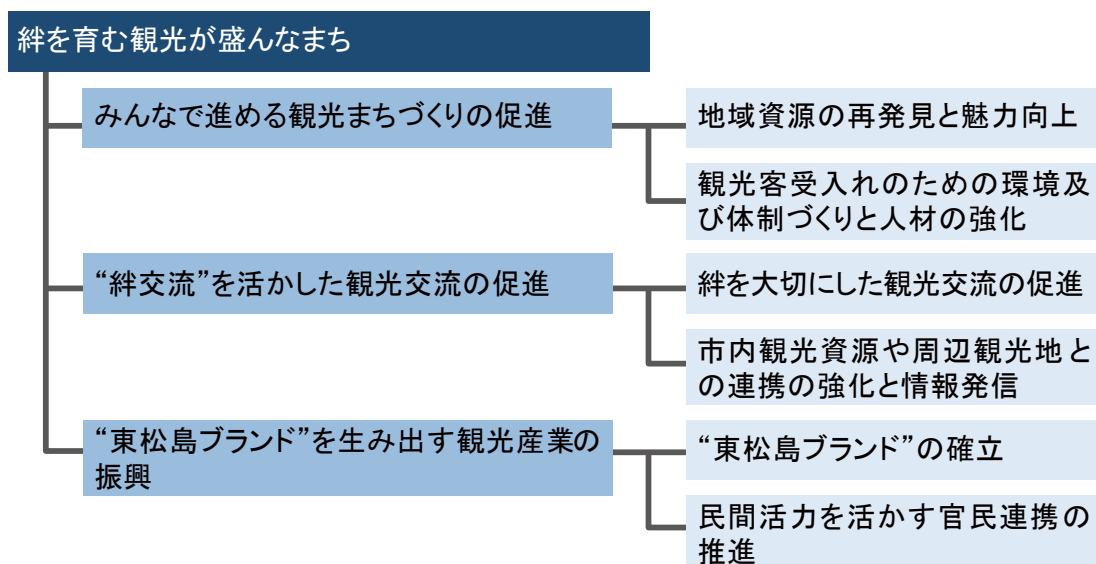 絆を育む観光が盛んなまち
みんなで進める観光まちづくりの促進
地域資源の再発見と魅力向上
観光客受入れのための環境及
び体制づくりと人材の強化
“絆交流”を活かした観光交流の促進
絆を大切にした観光交流の促進
市内観光資源や周辺観光地と
の連携の強化と情報発信
“東松島ブランド”を生み出す観光産業の
振興
“東松島ブランド”の確立
民間活力を活かす官民連携の
推進